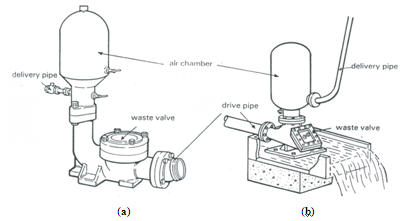 air chamber
delivery pipe
delivery pipe
waste valve
drive pipe
waste valve
(a)
(b)